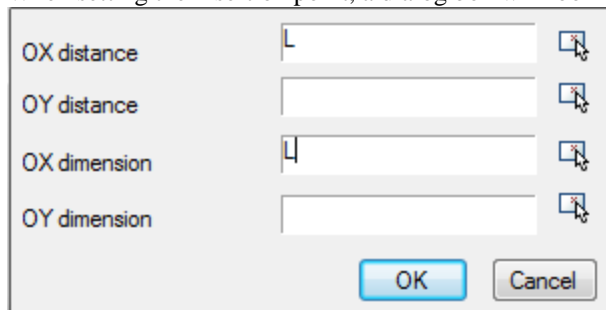 OX distance L
OY distance
OX dimension L
OY dimension
OK Cancel